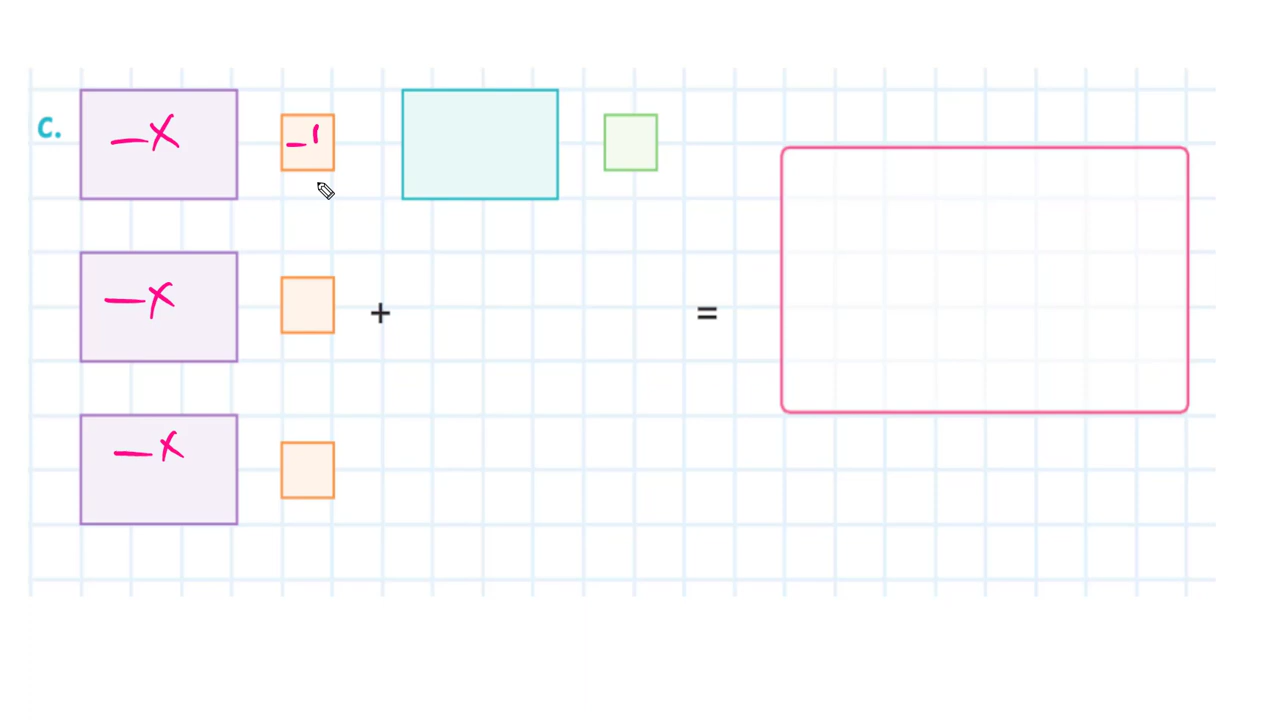 c. -x -1
-x + =
-x